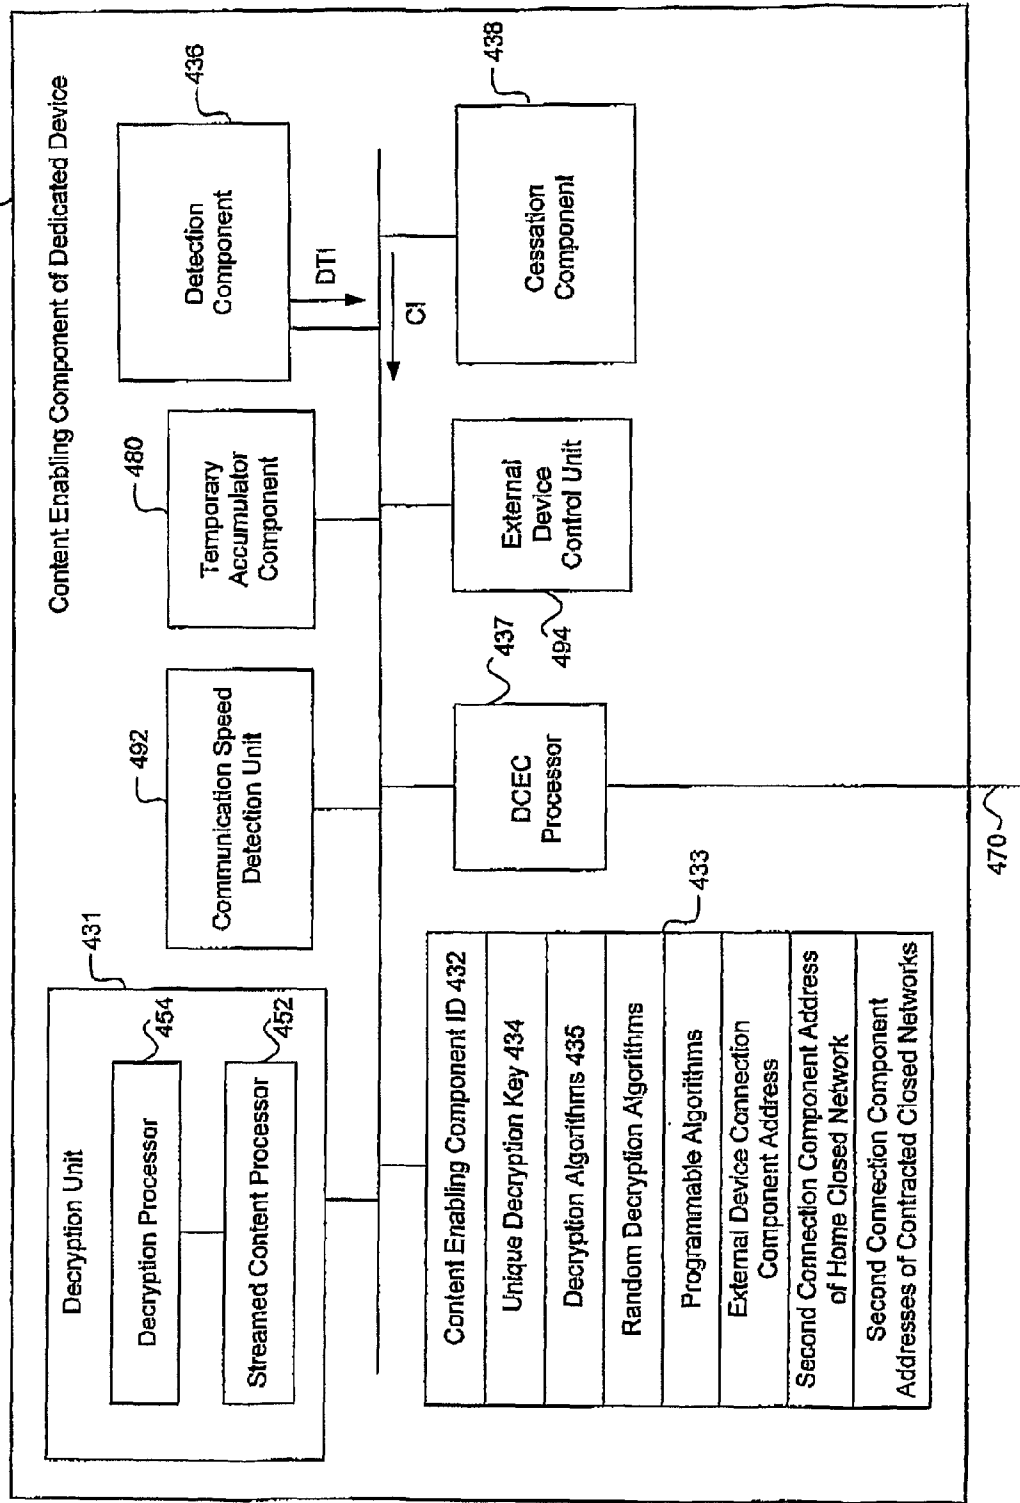 Content Enabling Component of Dedicated Device
431
Decryption Unit
454
Decryption Processor
452
Streamed Content Processor
492
Communication Speed
Detection Unit
480
Temporary
Accumulator
Component
436
Detection
Component
DTI
CI
433
Content Enabling Component ID 432
Unique Decryption Key 434
Decryption Algorithms 435
Random Decryption Algorithms
Programmable Algorithms
External Device Connection
Component Address
Second Connection Component Address
of Home Closed Network
Second Connection Component
Addresses of Contracted Closed Networks
437
DCEC
Processor
494
External
Device
Control Unit
438
Cessation
Component
470